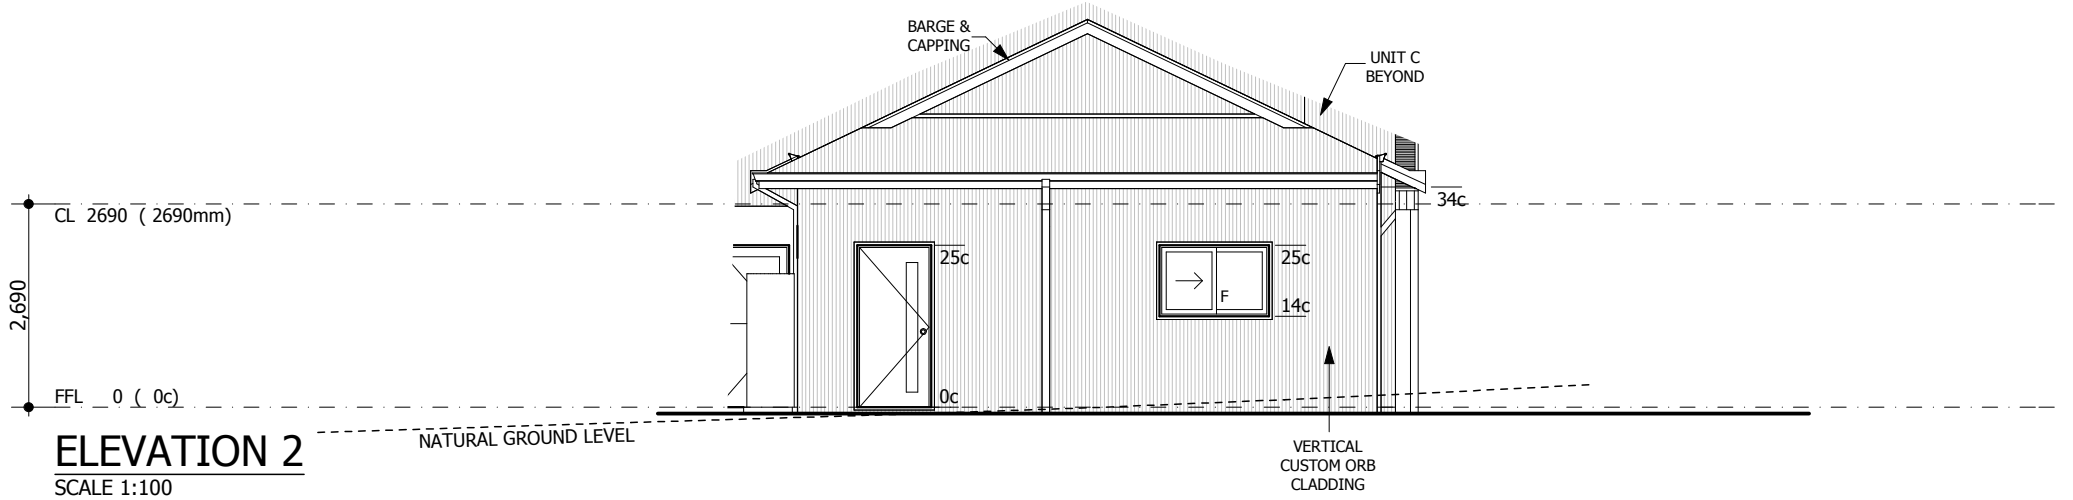 BARGE &
CAPPING
UNIT C
BEYOND
34c
CL 2690 ( 2690mm)
25c
25c
14c
F
2,690
FFL 0 ( 0c)
0c
NATURAL GROUND LEVEL
VERTICAL
CUSTOM ORB
CLADDING
ELEVATION 2
SCALE 1:100